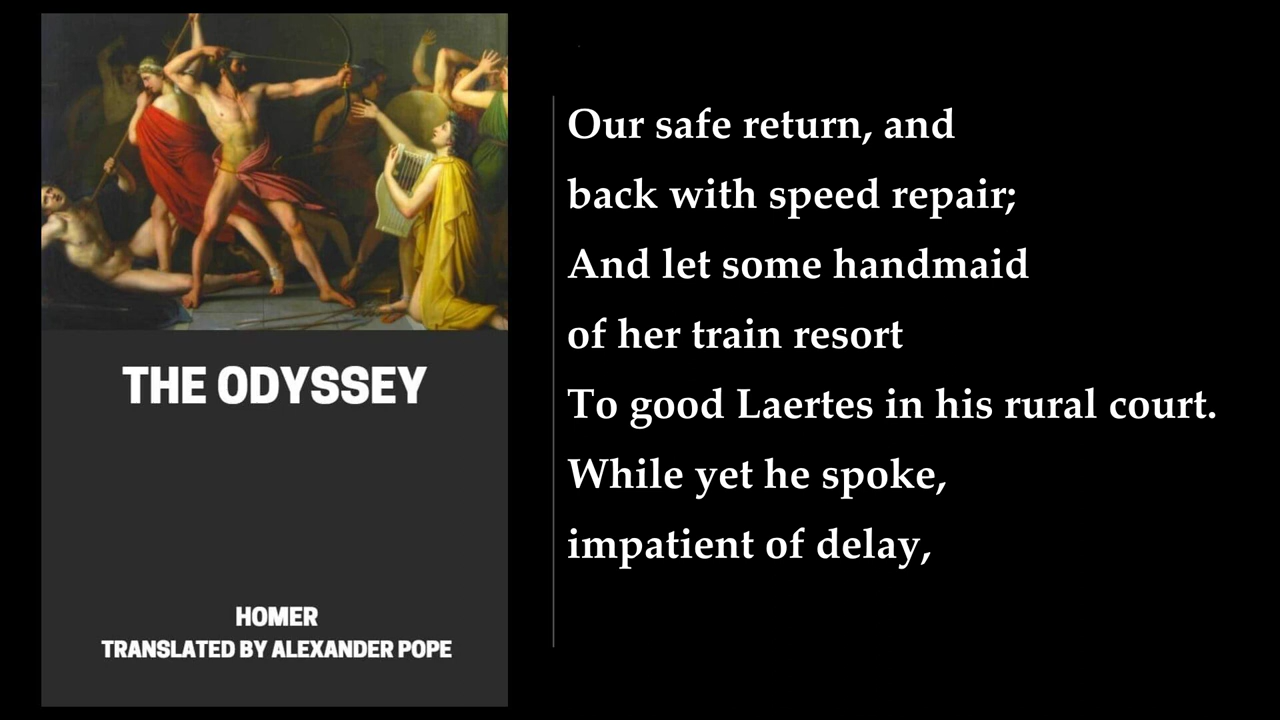 THE ODYSSEY
HOMER
TRANSLATED BY ALEXANDER POPE
Our safe return, and
back with speed repair;
And let some handmaid
of her train resort
To good Laertes in his rural court.
While yet he spoke,
impatient of delay,